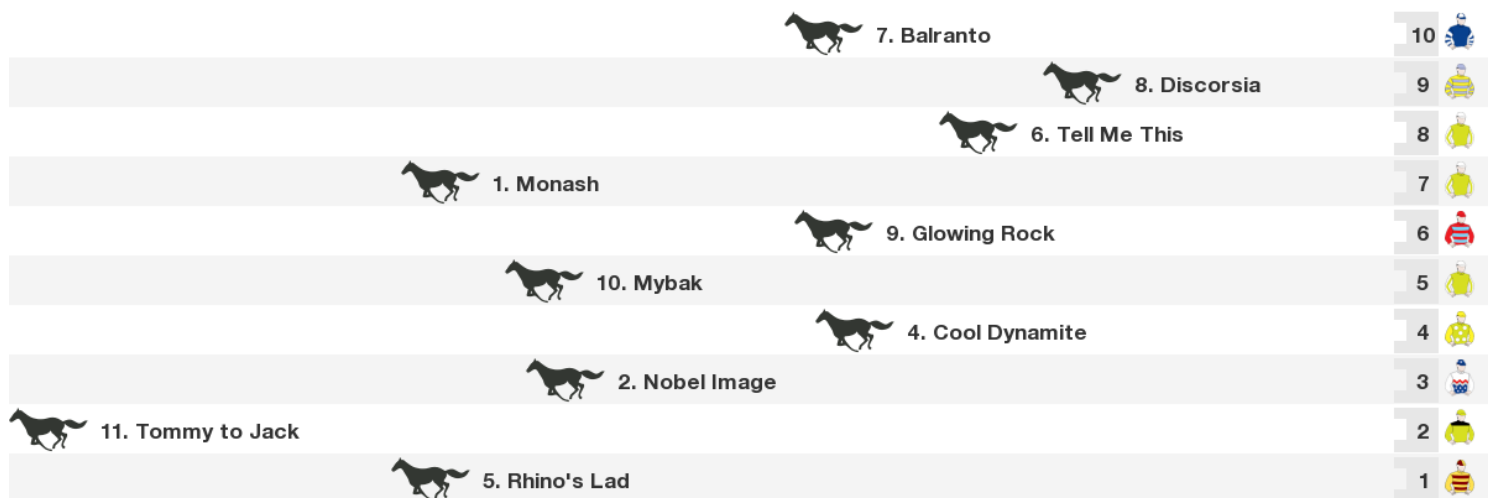 7. Balranto 10
8. Discorsia 9
6. Tell Me This 8
1. Monash 7
9. Glowing Rock 6
10. Mybak 5
4. Cool Dynamite 4
2. Nobel Image 3
11. Tommy to Jack 2
5. Rhino's Lad 1